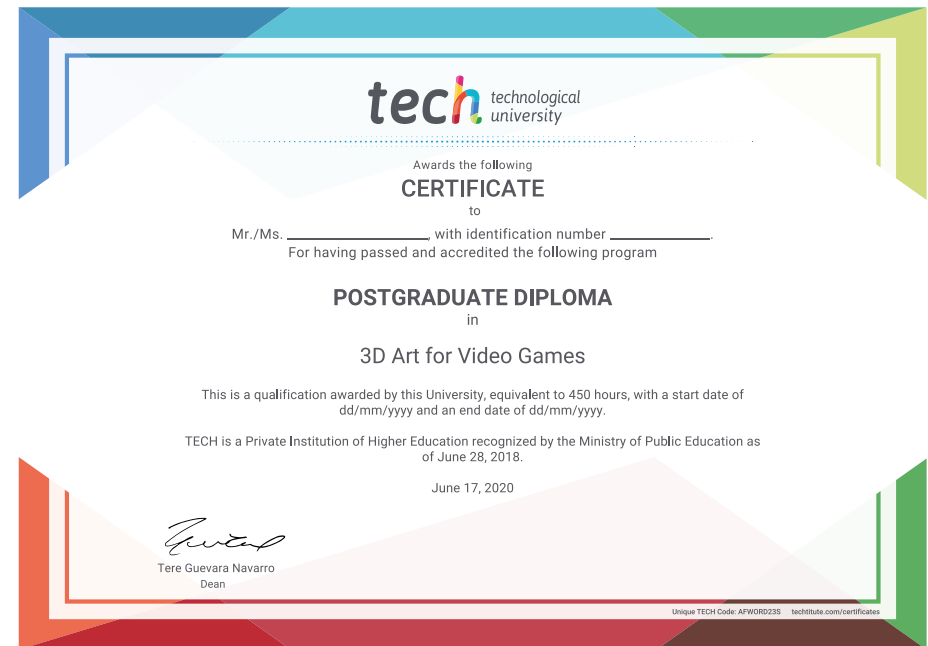 tech technological
university
Awards the following
CERTIFICATE
to
Mr./Ms. ____________________, with identification number ______________.
For having passed and accredited the following program
POSTGRADUATE DIPLOMA
in
3D Art for Video Games
This is a qualification awarded by this University, equivalent to 450 hours, with a start date of
dd/mm/yyyy and an end date of dd/mm/yyyy.
TECH is a Private Institution of Higher Education recognized by the Ministry of Public Education as
of June 28, 2018.
June 17, 2020
Tere Guevara Navarro
Dean
Unique TECH Code: AFWORD23S techtitute.com/certificates